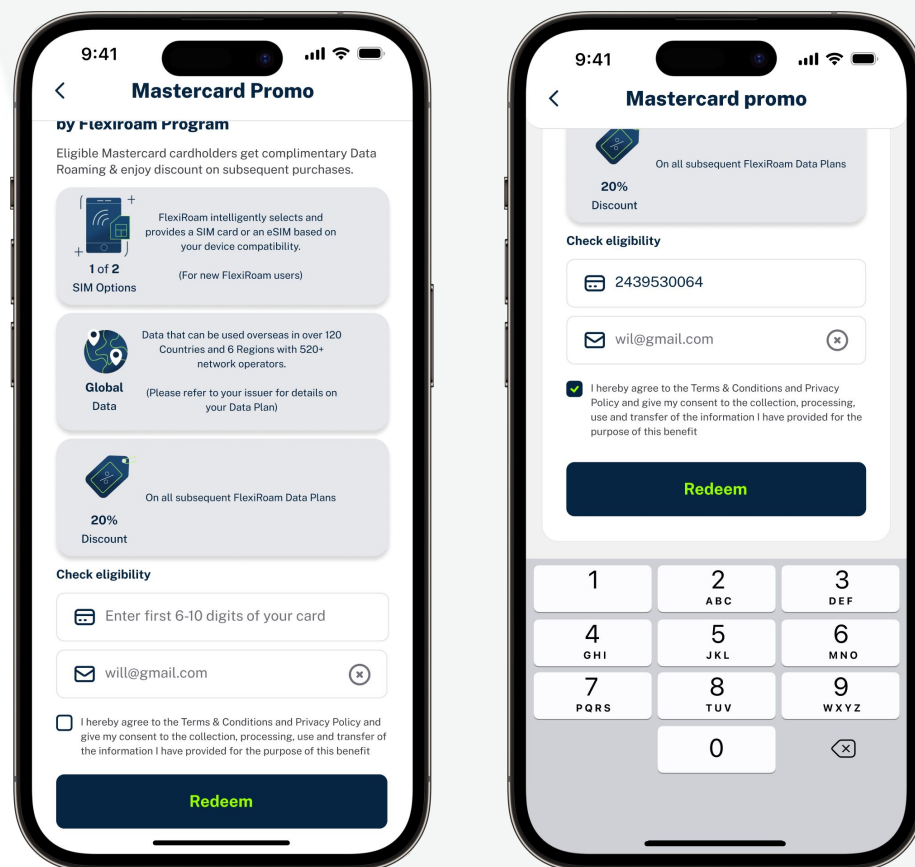 9:41
Mastercard Promo
by Flexiroam Program
Eligible Mastercard cardholders get complimentary Data
Roaming & enjoy discount on subsequent purchases.
1 of 2
SIM Options
FlexiRoam intelligently selects and
provides a SIM card or an eSIM based on
your device compatibility.
(For new FlexiRoam users)
Global
Data
Data that can be used overseas in over 120
Countries and 6 Regions with 520+
network operators.
(Please refer to your issuer for details on
your Data Plan)
20%
Discount
On all subsequent FlexiRoam Data Plans
Check eligibility
Enter first 6-10 digits of your card
will@gmail.com
I hereby agree to the Terms & Conditions and Privacy Policy and
give my consent to the collection, processing, use and transfer of
the information I have provided for the purpose of this benefit
Redeem
9:41
Mastercard promo
20%
Discount
On all subsequent FlexiRoam Data Plans
Check eligibility
2439530064
wil@gmail.com
I hereby agree to the Terms & Conditions and Privacy
Policy and give my consent to the collection, processing,
use and transfer of the information I have provided for the
purpose of this benefit
Redeem
1 2 3
ABC DEF
4 5 6
GHI JKL MNO
7 8 9
PQRS TUV WXYZ
0